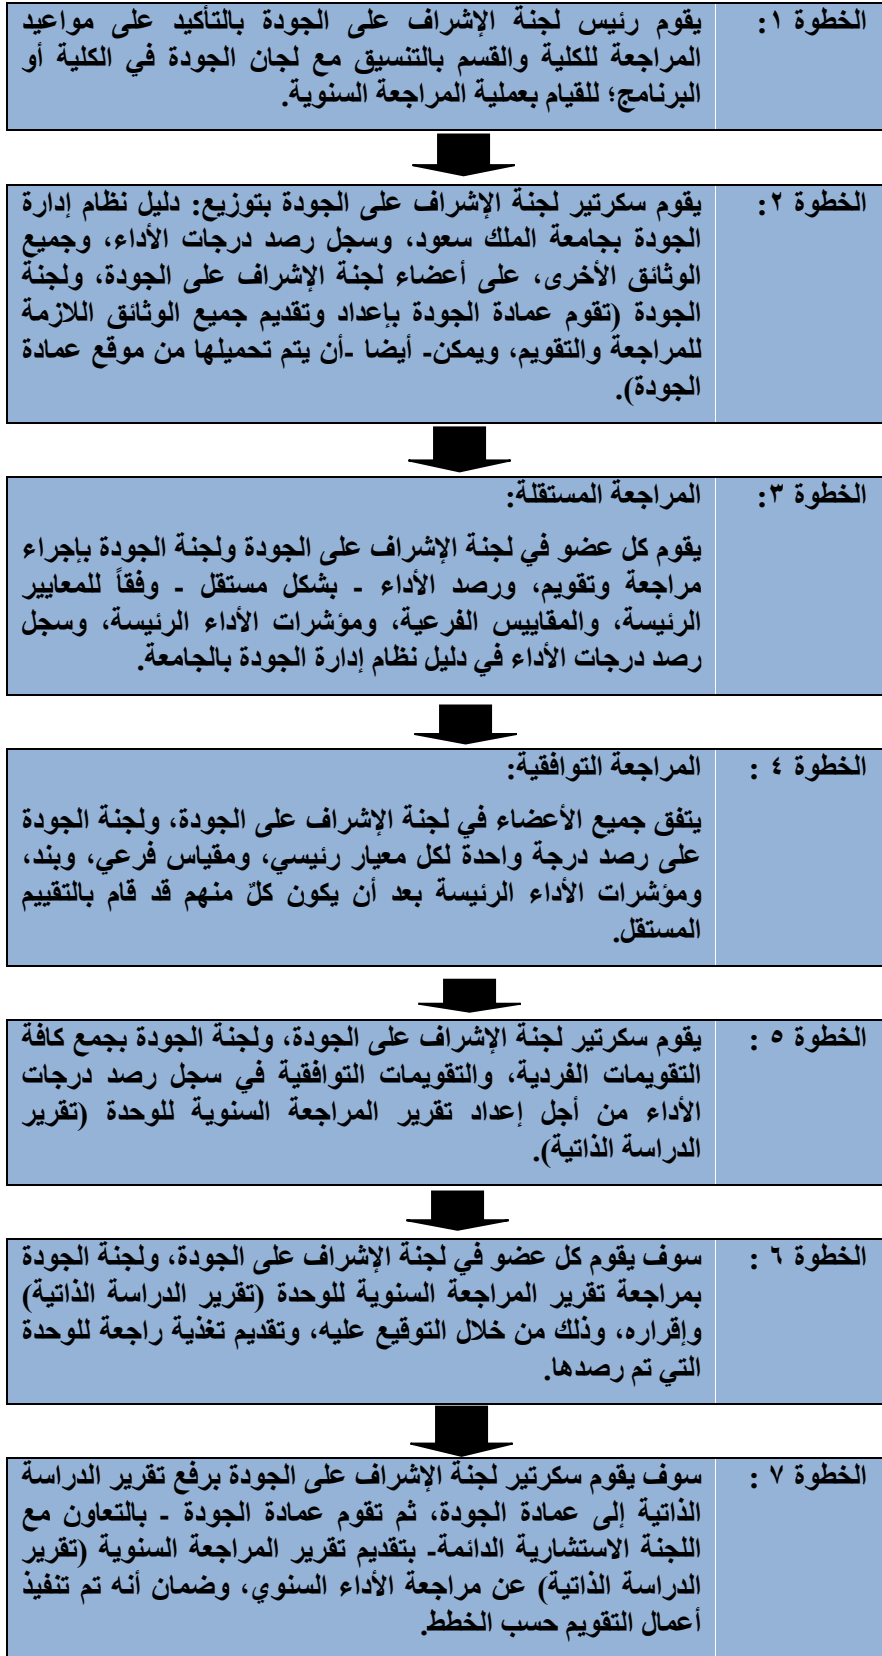 الخطوة ١: يقوم رئيس لجنة الإشراف على الجودة بالتأكيد على مواعيد
المراجعة للكلية والقسم بالتنسيق مع لجان الجودة في الكلية أو
البرنامج؛ للقيام بعملية المراجعة السنوية.
الخطوة ٢: يقوم سكرتير لجنة الإشراف على الجودة بتوزيع: دليل نظام إدارة
الجودة بجامعة الملك سعود، وسجل رصد درجات الأداء، وجميع
الوثائق الأخرى، على أعضاء لجنة الإشراف على الجودة، ولجنة
الجودة (تقوم عمادة الجودة بإعداد وتقديم جميع الوثائق اللازمة
للمراجعة والتقويم، ويمكن- أيضا -أن يتم تحميلها من موقع عمادة
الجودة).
الخطوة ٣: المراجعة المستقلة:
يقوم كل عضو في لجنة الإشراف على الجودة ولجنة الجودة بإجراء
مراجعة وتقويم، ورصد الأداء - بشكل مستقل - وفقاً للمعايير
الرئيسة، والمقاييس الفرعية، ومؤشرات الأداء الرئيسة، وسجل
رصد درجات الأداء في دليل نظام إدارة الجودة بالجامعة.
الخطوة ٤ : المراجعة التوافقية:
يتفق جميع الأعضاء في لجنة الإشراف على الجودة، ولجنة الجودة
على رصد درجة واحدة لكل معيار رئيسي، ومقياس فرعي، وبند،
ومؤشرات الأداء الرئيسة بعد أن يكون كلٌ منهم قد قام بالتقييم
المستقل.
الخطوة ٥ : يقوم سكرتير لجنة الإشراف على الجودة، ولجنة الجودة بجمع كافة
التقويمات الفردية، والتقويمات التوافقية في سجل رصد درجات
الأداء من أجل إعداد تقرير المراجعة السنوية للوحدة (تقرير
الدراسة الذاتية).
الخطوة ٦ : سوف يقوم كل عضو في لجنة الإشراف على الجودة، ولجنة الجودة
بمراجعة تقرير المراجعة السنوية للوحدة (تقرير الدراسة الذاتية)
وإقراره، وذلك من خلال التوقيع عليه، وتقديم تغذية راجعة للوحدة
التي تم رصدها.
الخطوة ٧ : سوف يقوم سكرتير لجنة الإشراف على الجودة برفع تقرير الدراسة
الذاتية إلى عمادة الجودة، ثم تقوم عمادة الجودة - بالتعاون مع
اللجنة الاستشارية الدائمة- بتقديم تقرير المراجعة السنوية (تقرير
الدراسة الذاتية) عن مراجعة الأداء السنوي، وضمان أنه تم تنفيذ
أعمال التقويم حسب الخطط.